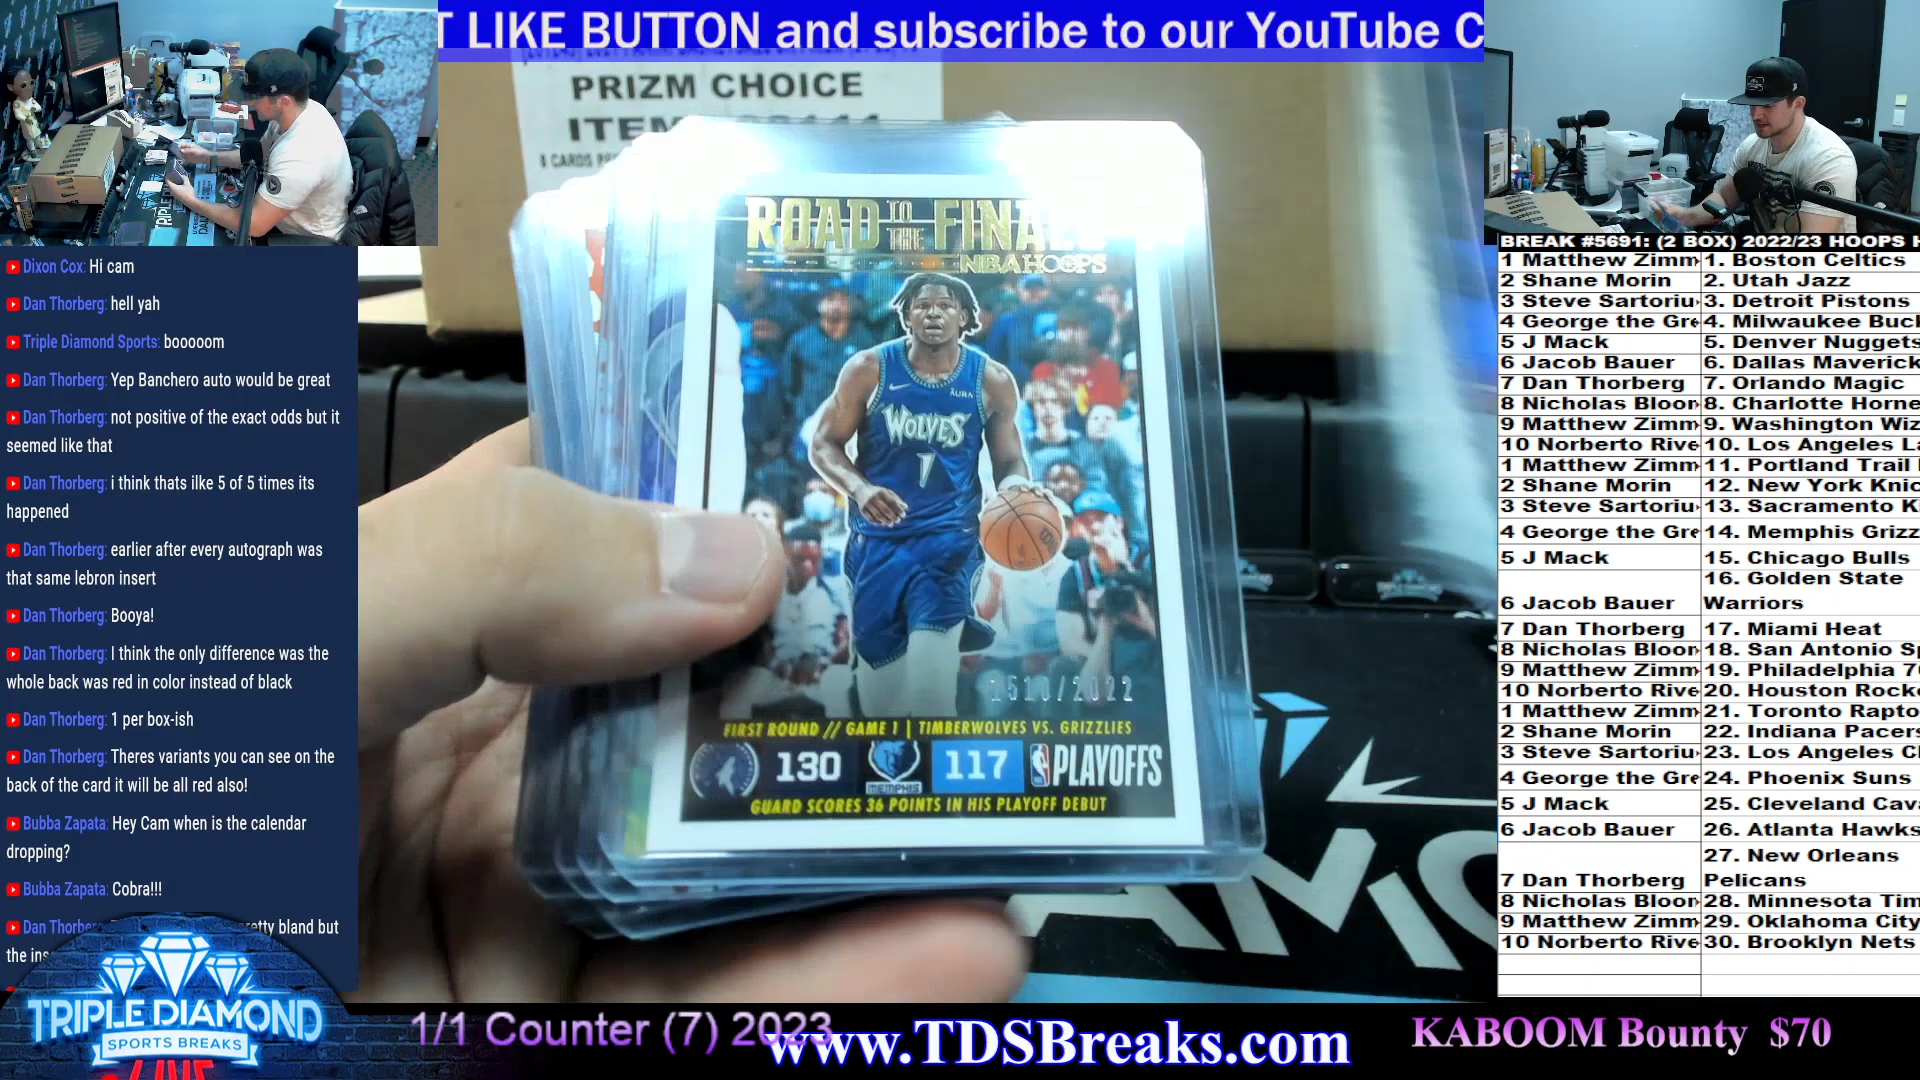 T LIKE BUTTON and subscribe to our YouTube C
PRIZM CHOICE
8 CARDS
ROAD TO THE
NBA HOOPS
AURA
WOLVES
1
/2022
FIRST ROUND // GAME 1 | TIMBERWOLVES VS. GRIZZLIES
130
MEMPHIS
117
PLAYOFFS
GUARD SCORES 36 POINTS IN HIS PLAYOFF DEBUT
Dixon Cox: Hi cam
Dan Thorberg: hell yah
Triple Diamond Sports: booooom
Dan Thorberg: Yep Banchero auto would be great
Dan Thorberg: not positive of the exact odds but it
seemed like that
Dan Thorberg: i think thats ilke 5 of 5 times its
happened
Dan Thorberg: earlier after every autograph was
that same lebron insert
Dan Thorberg: Booya!
Dan Thorberg: I think the only difference was the
whole back was red in color instead of black
Dan Thorberg: 1 per box-ish
Dan Thorberg: Theres variants you can see on the
back of the card it will be all red also!
Bubba Zapata: Hey Cam when is the calendar
dropping?
Bubba Zapata: Cobra!!!
Dan Thorber etty bland but
the ins
BREAK #5691: (2 BOX) 2022/23 HOOPS H
1 Matthew Zimm 1. Boston Celtics
2 Shane Morin 2. Utah Jazz
3 Steve Sartoriu 3. Detroit Pistons
4 George the Gre 4. Milwaukee Buck
5 J Mack 5. Denver Nuggets
6 Jacob Bauer 6. Dallas Maverick
7 Dan Thorberg 7. Orlando Magic
8 Nicholas Bloor 8. Charlotte Horne
9 Matthew Zimm 9. Washington Wiz
10 Norberto Rive 10. Los Angeles La
1 Matthew Zimm 11. Portland Trail
2 Shane Morin 12. New York Knic
3 Steve Sartoriu 13. Sacramento K
4 George the Gre 14. Memphis Grizz
5 J Mack 15. Chicago Bulls
6 Jacob Bauer 16. Golden State
Warriors
7 Dan Thorberg 17. Miami Heat
8 Nicholas Bloor 18. San Antonio Sp
9 Matthew Zimm 19. Philadelphia 7
10 Norberto Rive 20. Houston Rocke
1 Matthew Zimm 21. Toronto Rapto
2 Shane Morin 22. Indiana Pacers
3 Steve Sartoriu 23. Los Angeles Cl
4 George the Gre 24. Phoenix Suns
5 J Mack 25. Cleveland Cava
6 Jacob Bauer 26. Atlanta Hawks
7 Dan Thorberg 27. New Orleans
Pelicans
8 Nicholas Bloor 28. Minnesota Tim
9 Matthew Zimm 29. Oklahoma City
10 Norberto Rive 30. Brooklyn Nets
TRIPLE DIAMOND
SPORTS BREAKS
LIVE
1/1 Counter (7) 2023
www.TDSBreaks.com
KABOOM Bounty $70